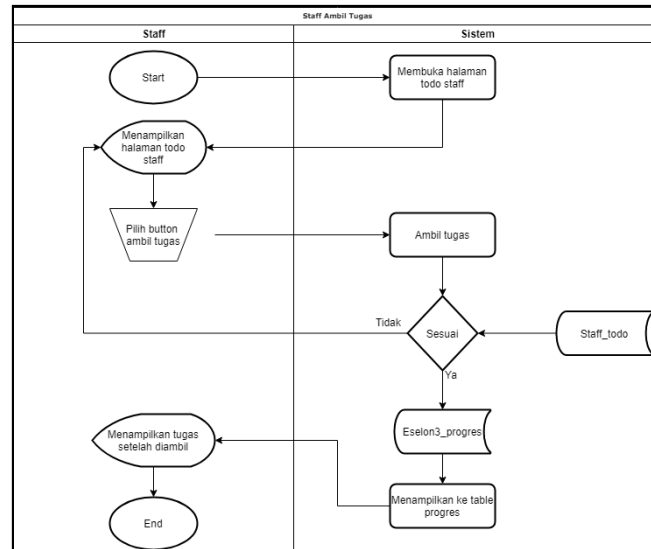 Staff Ambil Tugas
Staff
Sistem
Start
Membuka halaman
todo staff
Menampilkan
halaman todo
staff
Pilih button
ambil tugas
Ambil tugas
Tidak
Sesuai
Staff_todo
Ya
Eselon3_progres
Menampilkan tugas
setelah diambil
Menampilkan ke table
progres
End